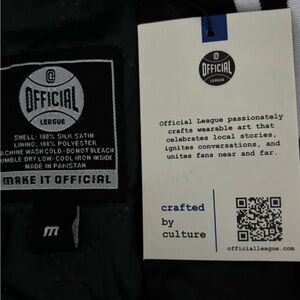 @
OFFICIAL
LEAGUE
SHELL: 100% SILK SATIN
LINING: 100% POLYESTER
MACHINE WASH COLD - DO NOT BLEACH
TUMBLE DRY LOW - COOL IRON INSIDE
MADE IN PAKISTAN
MAKE IT OFFICIAL
m
@
OFFICIAL
LEAGUE
Official League passionately
crafts wearable art that
celebrates local stories,
ignites conversations, and
unites fans near and far.
crafted
by
culture
officialleague.com